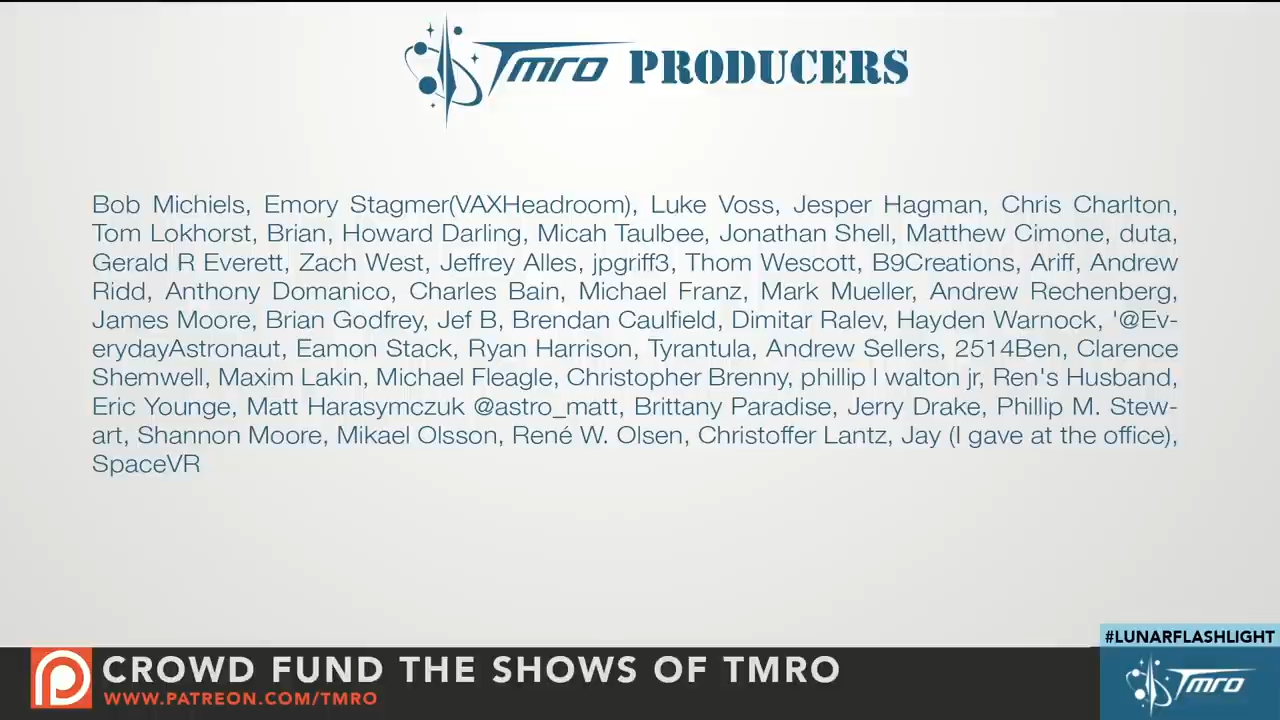 TMRO PRODUCERS
Bob Michiels, Emory Stagmer(VAXHeadroom), Luke Voss, Jesper Hagman, Chris Charlton,
Tom Lokhorst, Brian, Howard Darling, Micah Taulbee, Jonathan Shell, Matthew Cimone, duta,
Gerald R Everett, Zach West, Jeffrey Alles, jpgriff3, Thom Wescott, B9Creations, Ariff, Andrew
Ridd, Anthony Domanico, Charles Bain, Michael Franz, Mark Mueller, Andrew Rechenberg,
James Moore, Brian Godfrey, Jef B, Brendan Caulfield, Dimitar Ralev, Hayden Warnock, '@Ev-
erydayAstronaut, Eamon Stack, Ryan Harrison, Tyrantula, Andrew Sellers, 2514Ben, Clarence
Shemwell, Maxim Lakin, Michael Fleagle, Christopher Brenny, phillip l walton jr, Ren's Husband,
Eric Younge, Matt Harasymczuk @astro_matt, Brittany Paradise, Jerry Drake, Phillip M. Stew-
art, Shannon Moore, Mikael Olsson, René W. Olsen, Christoffer Lantz, Jay (I gave at the office),
SpaceVR
#LUNARFLASHLIGHT
CROWD FUND THE SHOWS OF TMRO
WWW.PATREON.COM/TMRO
TMRO